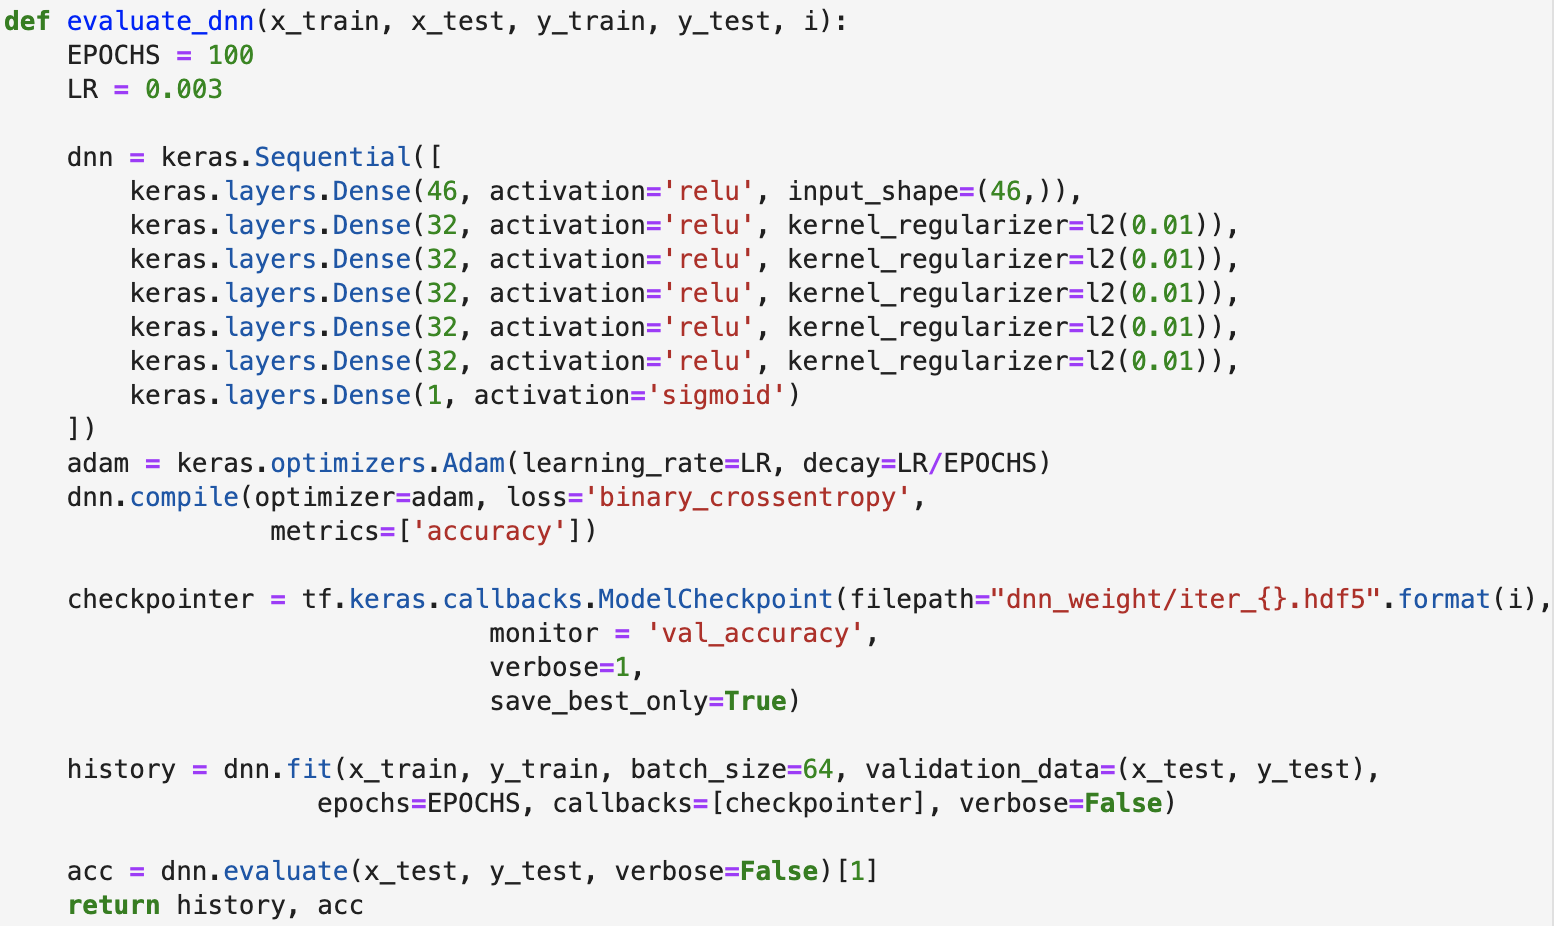 def evaluate_dnn(x_train, x_test, y_train, y_test, i):
    EPOCHS = 100
    LR = 0.003

    dnn = keras.Sequential([
        keras.layers.Dense(46, activation='relu', input_shape=(46,)),
        keras.layers.Dense(32, activation='relu', kernel_regularizer=l2(0.01)),
        keras.layers.Dense(32, activation='relu', kernel_regularizer=l2(0.01)),
        keras.layers.Dense(32, activation='relu', kernel_regularizer=l2(0.01)),
        keras.layers.Dense(32, activation='relu', kernel_regularizer=l2(0.01)),
        keras.layers.Dense(32, activation='relu', kernel_regularizer=l2(0.01)),
        keras.layers.Dense(1, activation='sigmoid')
    ])
    adam = keras.optimizers.Adam(learning_rate=LR, decay=LR/EPOCHS)
    dnn.compile(optimizer=adam, loss='binary_crossentropy',
                 metrics=['accuracy'])

    checkpointer = tf.keras.callbacks.ModelCheckpoint(filepath="dnn_weight/iter_{}.hdf5".format(i),
                               monitor = 'val_accuracy',
                               verbose=1,
                               save_best_only=True)

    history = dnn.fit(x_train, y_train, batch_size=64, validation_data=(x_test, y_test),
                    epochs=EPOCHS, callbacks=[checkpointer], verbose=False)

    acc = dnn.evaluate(x_test, y_test, verbose=False)[1]
    return history, acc